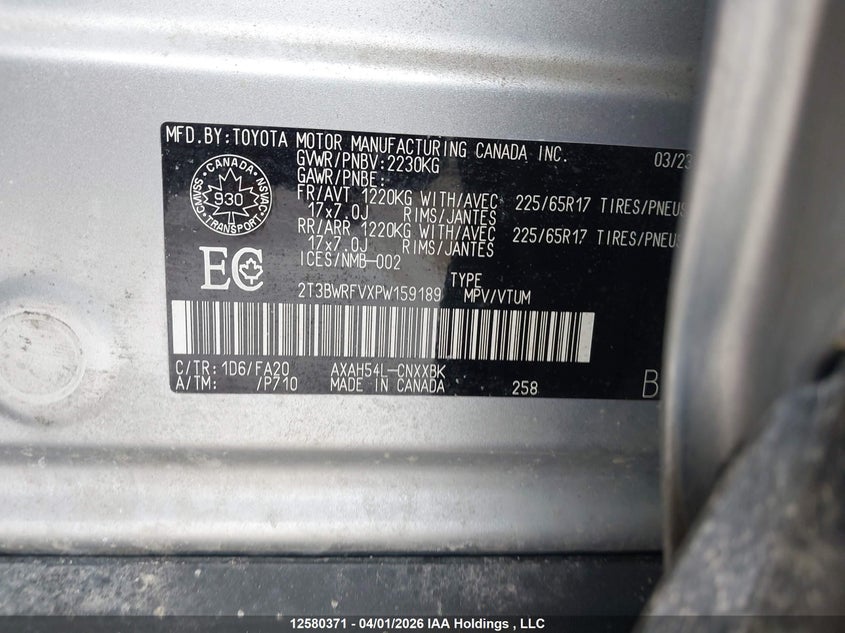 MFD.BY:TOYOTA MOTOR MANUFACTURING CANADA INC. 03/23
GVWR/PNBV:2230KG
GAWR/PNBE:
FR/AVT 1220KG WITH/AVEC 225/65R17 TIRES/PNEUS
17x7.0J RIMS/JANTES
RR/ARR 1220KG WITH/AVEC 225/65R17 TIRES/PNEUS
17x7.0J RIMS/JANTES
ICES/NMB-002
CANADA
CMVSS NSVAC
930
TRANSPORT
EC
TYPE
2T3BWRFVXPW159189 MPV/VTUM
C/TR: 1D6/FA20 AXAH54L-CNXXBK
A/TM: /P710 MADE IN CANADA 258 B
12580371 - 04/01/2026 IAA Holdings , LLC